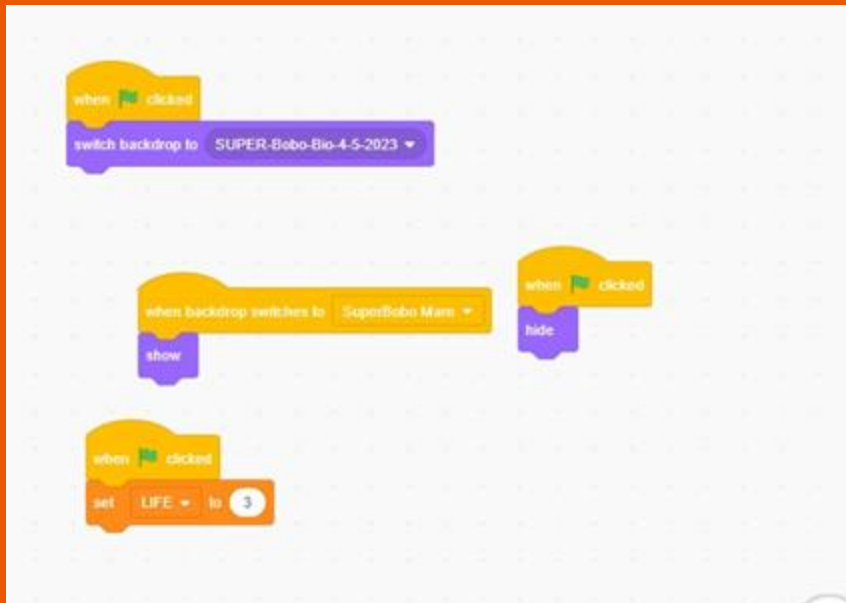 when clicked
switch backdrop to SUPER-Bobo-Bio-4-5-2023
when backdrop switches to SuperBobo Marn
show
when clicked
hide
when clicked
set LIFE to 3